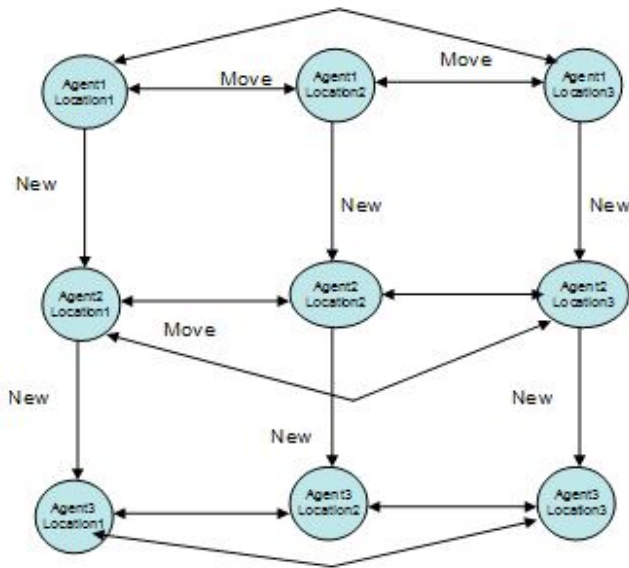 Agent1
Location1
Move
Agent1
Location2
Move
Agent1
Location3
New
New
New
Agent2
Location1
Agent2
Location2
Agent2
Location3
Move
New
New
New
Agent3
Location1
Agent3
Location2
Agent3
Location3